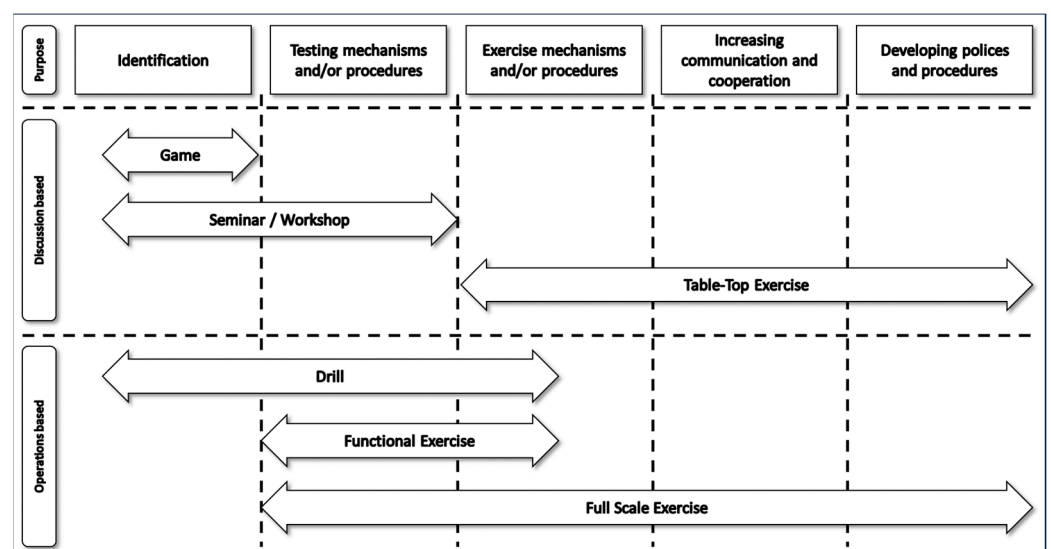 Purpose
Identification
Testing mechanisms
and/or procedures
Exercise mechanisms
and/or procedures
Increasing
communication and
cooperation
Developing polices
and procedures
Discussion based
Game
Seminar / Workshop
Table-Top Exercise
Operations based
Drill
Functional Exercise
Full Scale Exercise